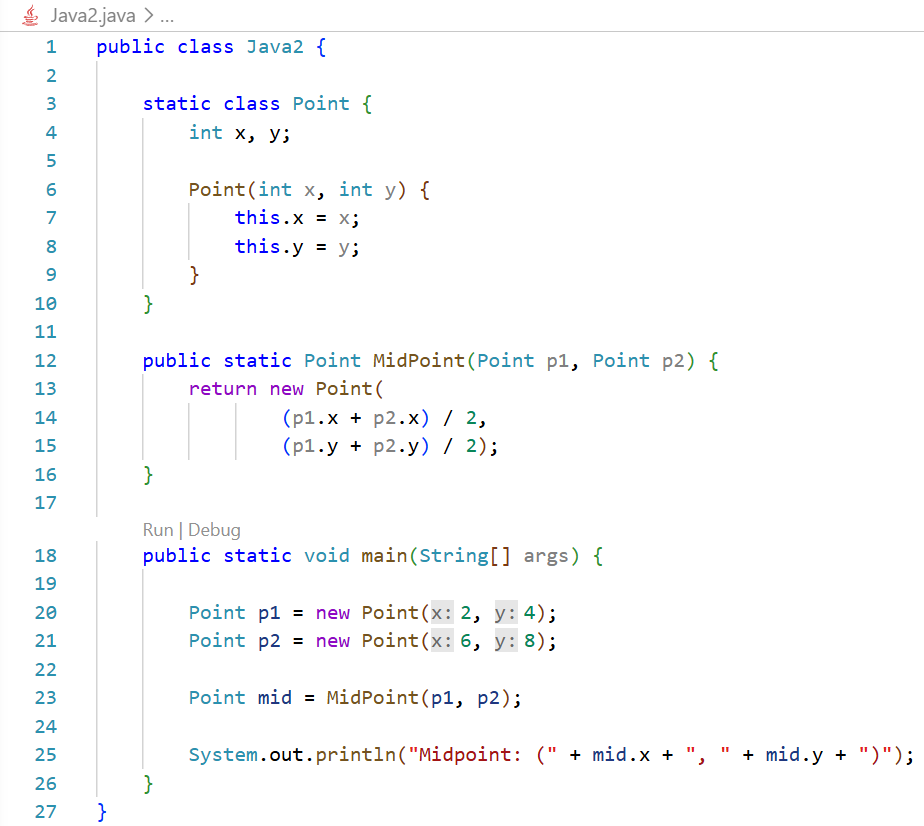 Java2.java > ...
1 public class Java2 {
2
3 static class Point {
4 int x, y;
5
6 Point(int x, int y) {
7 this.x = x;
8 this.y = y;
9 }
10 }
11
12 public static Point MidPoint(Point p1, Point p2) {
13 return new Point(
14 (p1.x + p2.x) / 2,
15 (p1.y + p2.y) / 2);
16 }
17
Run | Debug
18 public static void main(String[] args) {
19
20 Point p1 = new Point(x: 2, y: 4);
21 Point p2 = new Point(x: 6, y: 8);
22
23 Point mid = MidPoint(p1, p2);
24
25 System.out.println("Midpoint: (" + mid.x + ", " + mid.y + ")");
26 }
27 }